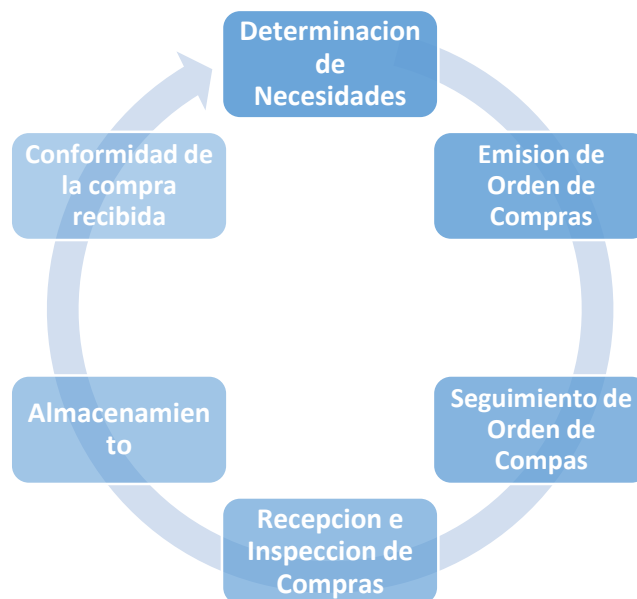 Determinacion
de
Necesidades
Emision de
Orden de
Compras
Seguimiento de
Orden de
Compas
Recepcion e
Inspeccion de
Compras
Almacenamien
to
Conformidad de
la compra
recibida